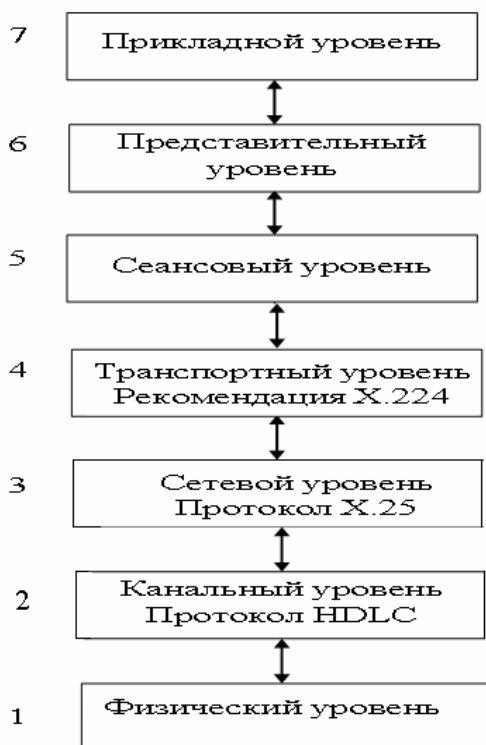 7
Прикладной уровень
6
Представительный
уровень
5
Сеансовый уровень
4
Транспортный уровень
Рекомендация X.224
3
Сетевой уровень
Протокол X.25
2
Канальный уровень
Протокол HDLC
1
Физический уровень